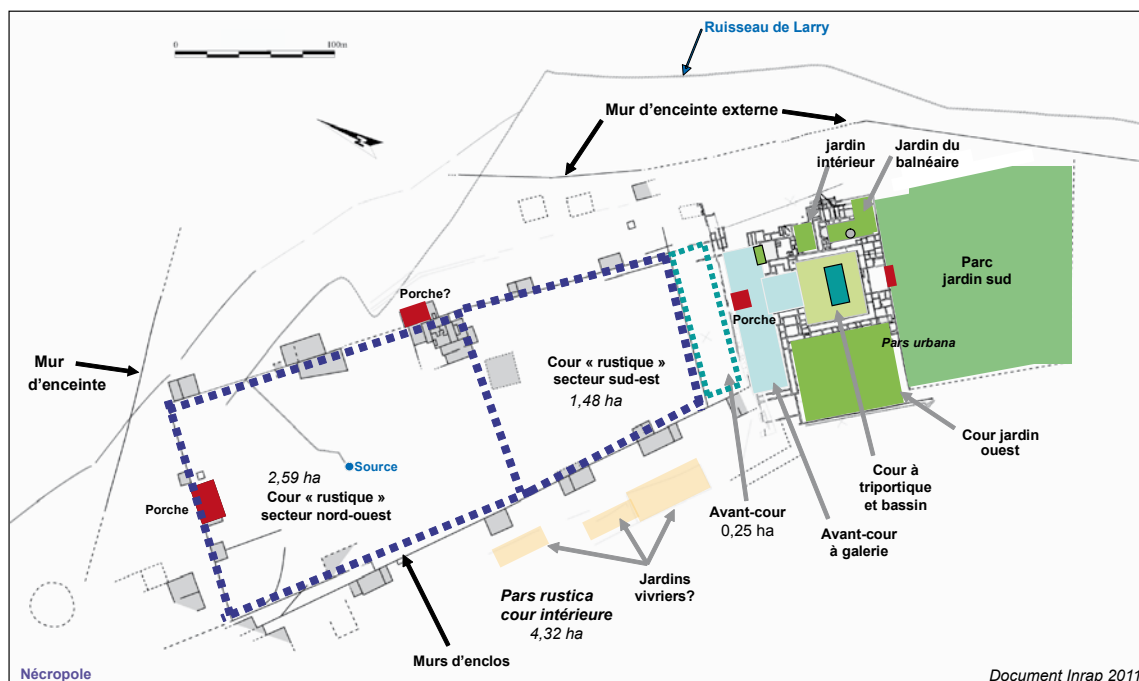 Ruisseau de Larry
0
100m
Mur d'enceinte externe
jardin
intérieur
Jardin du
balnéaire
Parc
jardin sud
Porche?
Porche
Pars urbana
Mur
d'enceinte
Cour « rustique »
secteur sud-est
1,48 ha
Source
2,59 ha
Cour « rustique »
secteur nord-ouest
Porche
Cour jardin
ouest
Cour à
triportique
et bassin
Avant-cour
0,25 ha
Avant-cour
à galerie
Jardins
vivriers?
Pars rustica
cour intérieure
4,32 ha
Murs d'enclos
Nécropole
Document Inrap 2011